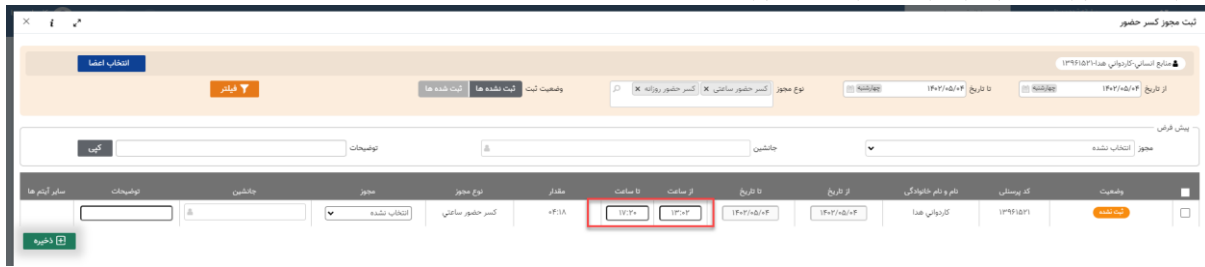 ثبت مجوز کسر حضور
منابع انسانی-کاردوانی هدا-۱۳۹۶۱۵۲۱
انتخاب اعضا
از تاریخ ۱۴۰۲/۰۵/۰۴ چهارشنبه تا تاریخ ۱۴۰۲/۰۵/۰۴ چهارشنبه نوع مجوز کسر حضور ساعتی × کسر حضور روزانه × وضعیت ثبت ثبت نشده ها ثبت شده ها فیلتر
پیش فرض
مجوز انتخاب نشده جانشین توضیحات کپی
وضعیت کد پرسنلی نام و نام خانوادگی از تاریخ تا تاریخ از ساعت تا ساعت مقدار نوع مجوز مجوز جانشین توضیحات سایر آیتم ها
ثبت نشده ۱۳۹۶۱۵۲۱ کاردوانی هدا ۱۴۰۲/۰۵/۰۴ ۱۴۰۲/۰۵/۰۴ ۱۳:۰۲ ۱۷:۲۰ ۰۴:۱۸ کسر حضور ساعتی انتخاب نشده
ذخیره